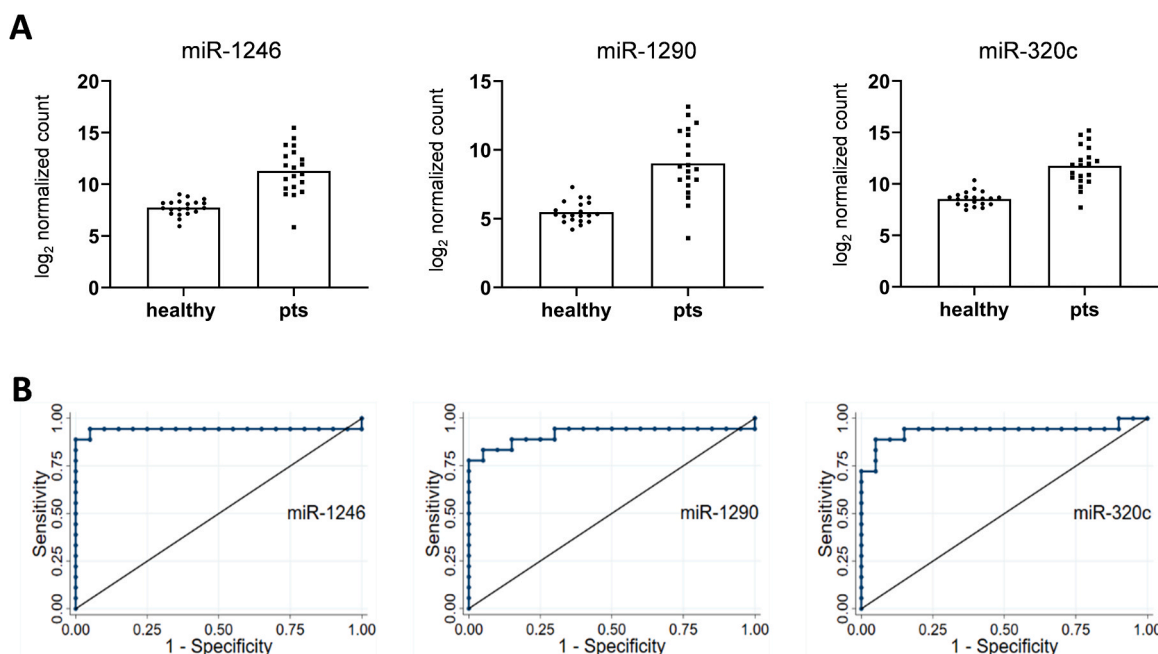 A
miR-1246
log2 normalized count
20
15
10
5
0
healthy
pts
miR-1290
log2 normalized count
15
10
5
0
healthy
pts
miR-320c
log2 normalized count
20
15
10
5
0
healthy
pts
B
Sensitivity
1.00
0.75
0.50
0.25
0.00
miR-1246
0.00 0.25 0.50 0.75 1.00
1 - Specificity
Sensitivity
1.00
0.75
0.50
0.25
0.00
miR-1290
0.00 0.25 0.50 0.75 1.00
1 - Specificity
Sensitivity
1.00
0.75
0.50
0.25
0.00
miR-320c
0.00 0.25 0.50 0.75 1.00
1 - Specificity